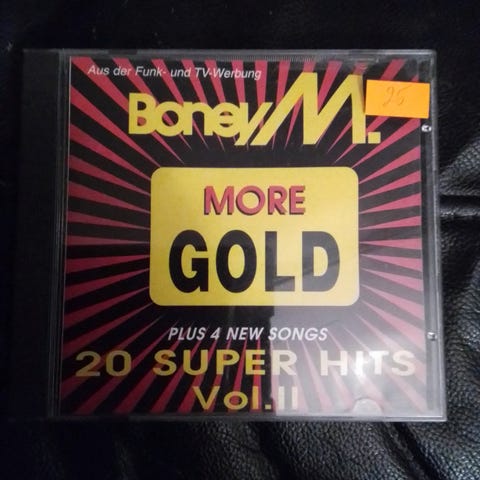 Aus der Funk- und TV-Werbung
Boney M.
25
MORE
GOLD
PLUS 4 NEW SONGS
20 SUPER HITS
Vol.II